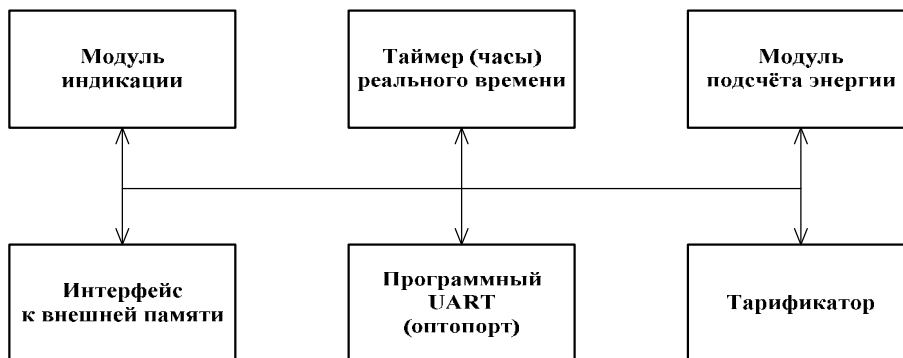 Модуль
индикации
Таймер (часы)
реального времени
Модуль
подсчёта энергии
Интерфейс
к внешней памяти
Программный
UART
(оптопорт)
Тарификатор